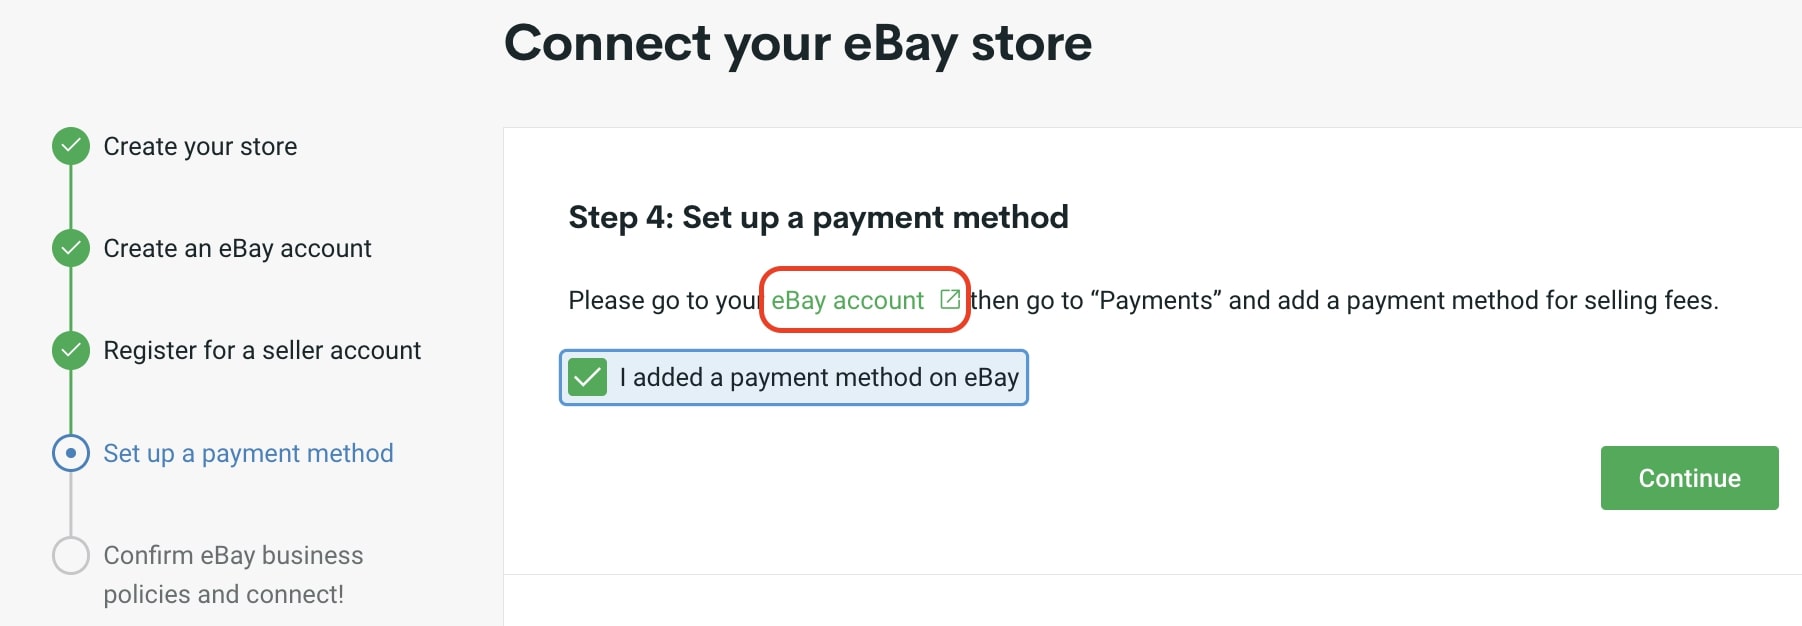 Connect your eBay store
Create your store
Create an eBay account
Register for a seller account
Set up a payment method
Confirm eBay business
policies and connect!
Step 4: Set up a payment method
Please go to your eBay account then go to “Payments” and add a payment method for selling fees.
I added a payment method on eBay
Continue